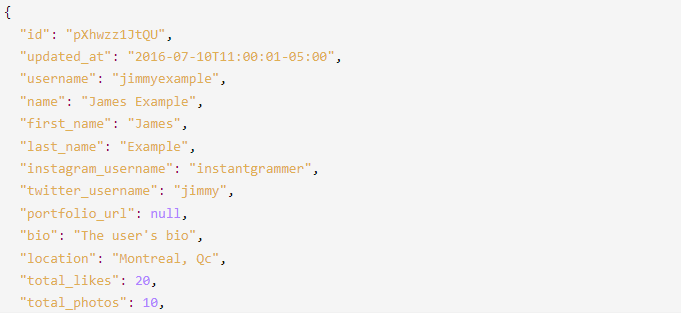 {
"id": "pXhwzz1JtQU",
"updated_at": "2016-07-10T11:00:01-05:00",
"username": "jimmyexample",
"name": "James Example",
"first_name": "James",
"last_name": "Example",
"instagram_username": "instantgrammer",
"twitter_username": "jimmy",
"portfolio_url": null,
"bio": "The user's bio",
"location": "Montreal, Qc",
"total_likes": 20,
"total_photos": 10,